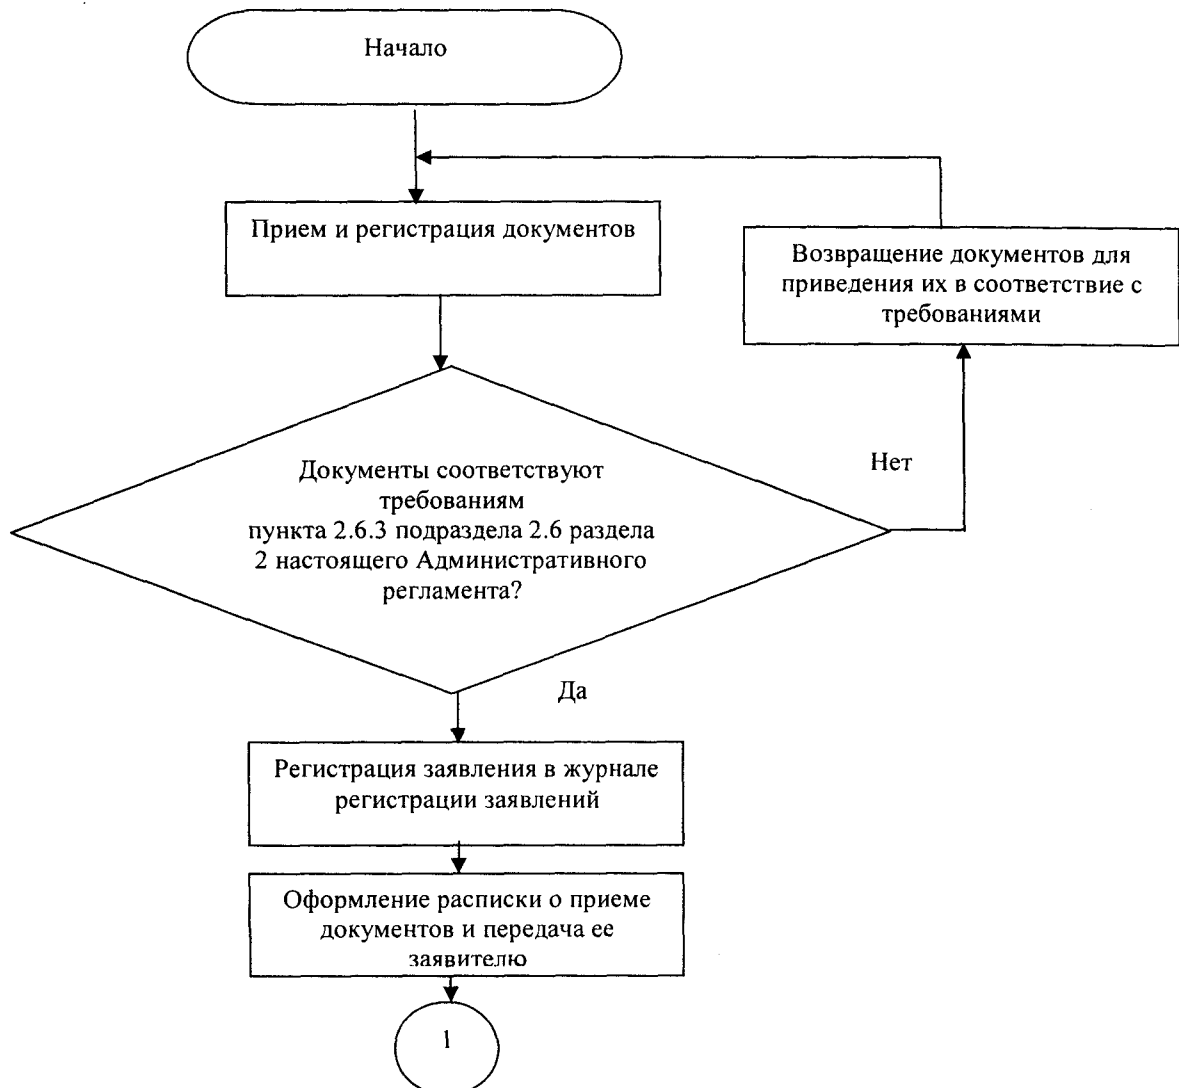 Начало
Прием и регистрация документов
Возвращение документов для
приведения их в соответствие с
требованиями
Документы соответствуют
требованиям
пункта 2.6.3 подраздела 2.6 раздела
2 настоящего Административного
регламента?
Нет
Да
Регистрация заявления в журнале
регистрации заявлений
Оформление расписки о приеме
документов и передача ее
заявителю
1